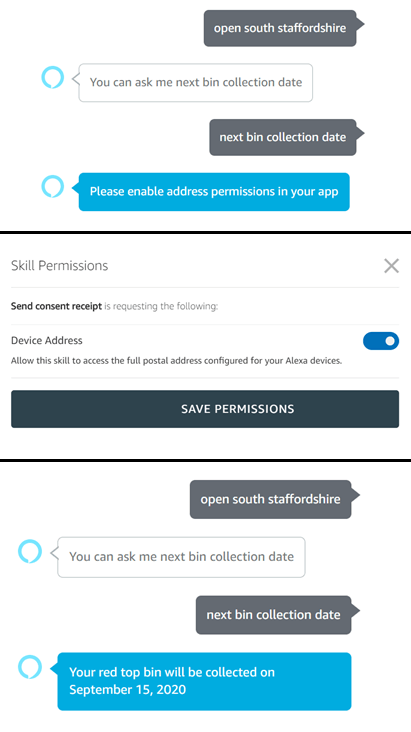 open south staffordshire
You can ask me next bin collection date
next bin collection date
Please enable address permissions in your app
Skill Permissions
Send consent receipt is requesting the following:
Device Address
Allow this skill to access the full postal address configured for your Alexa devices.
SAVE PERMISSIONS
open south staffordshire
You can ask me next bin collection date
next bin collection date
Your red top bin will be collected on
September 15, 2020